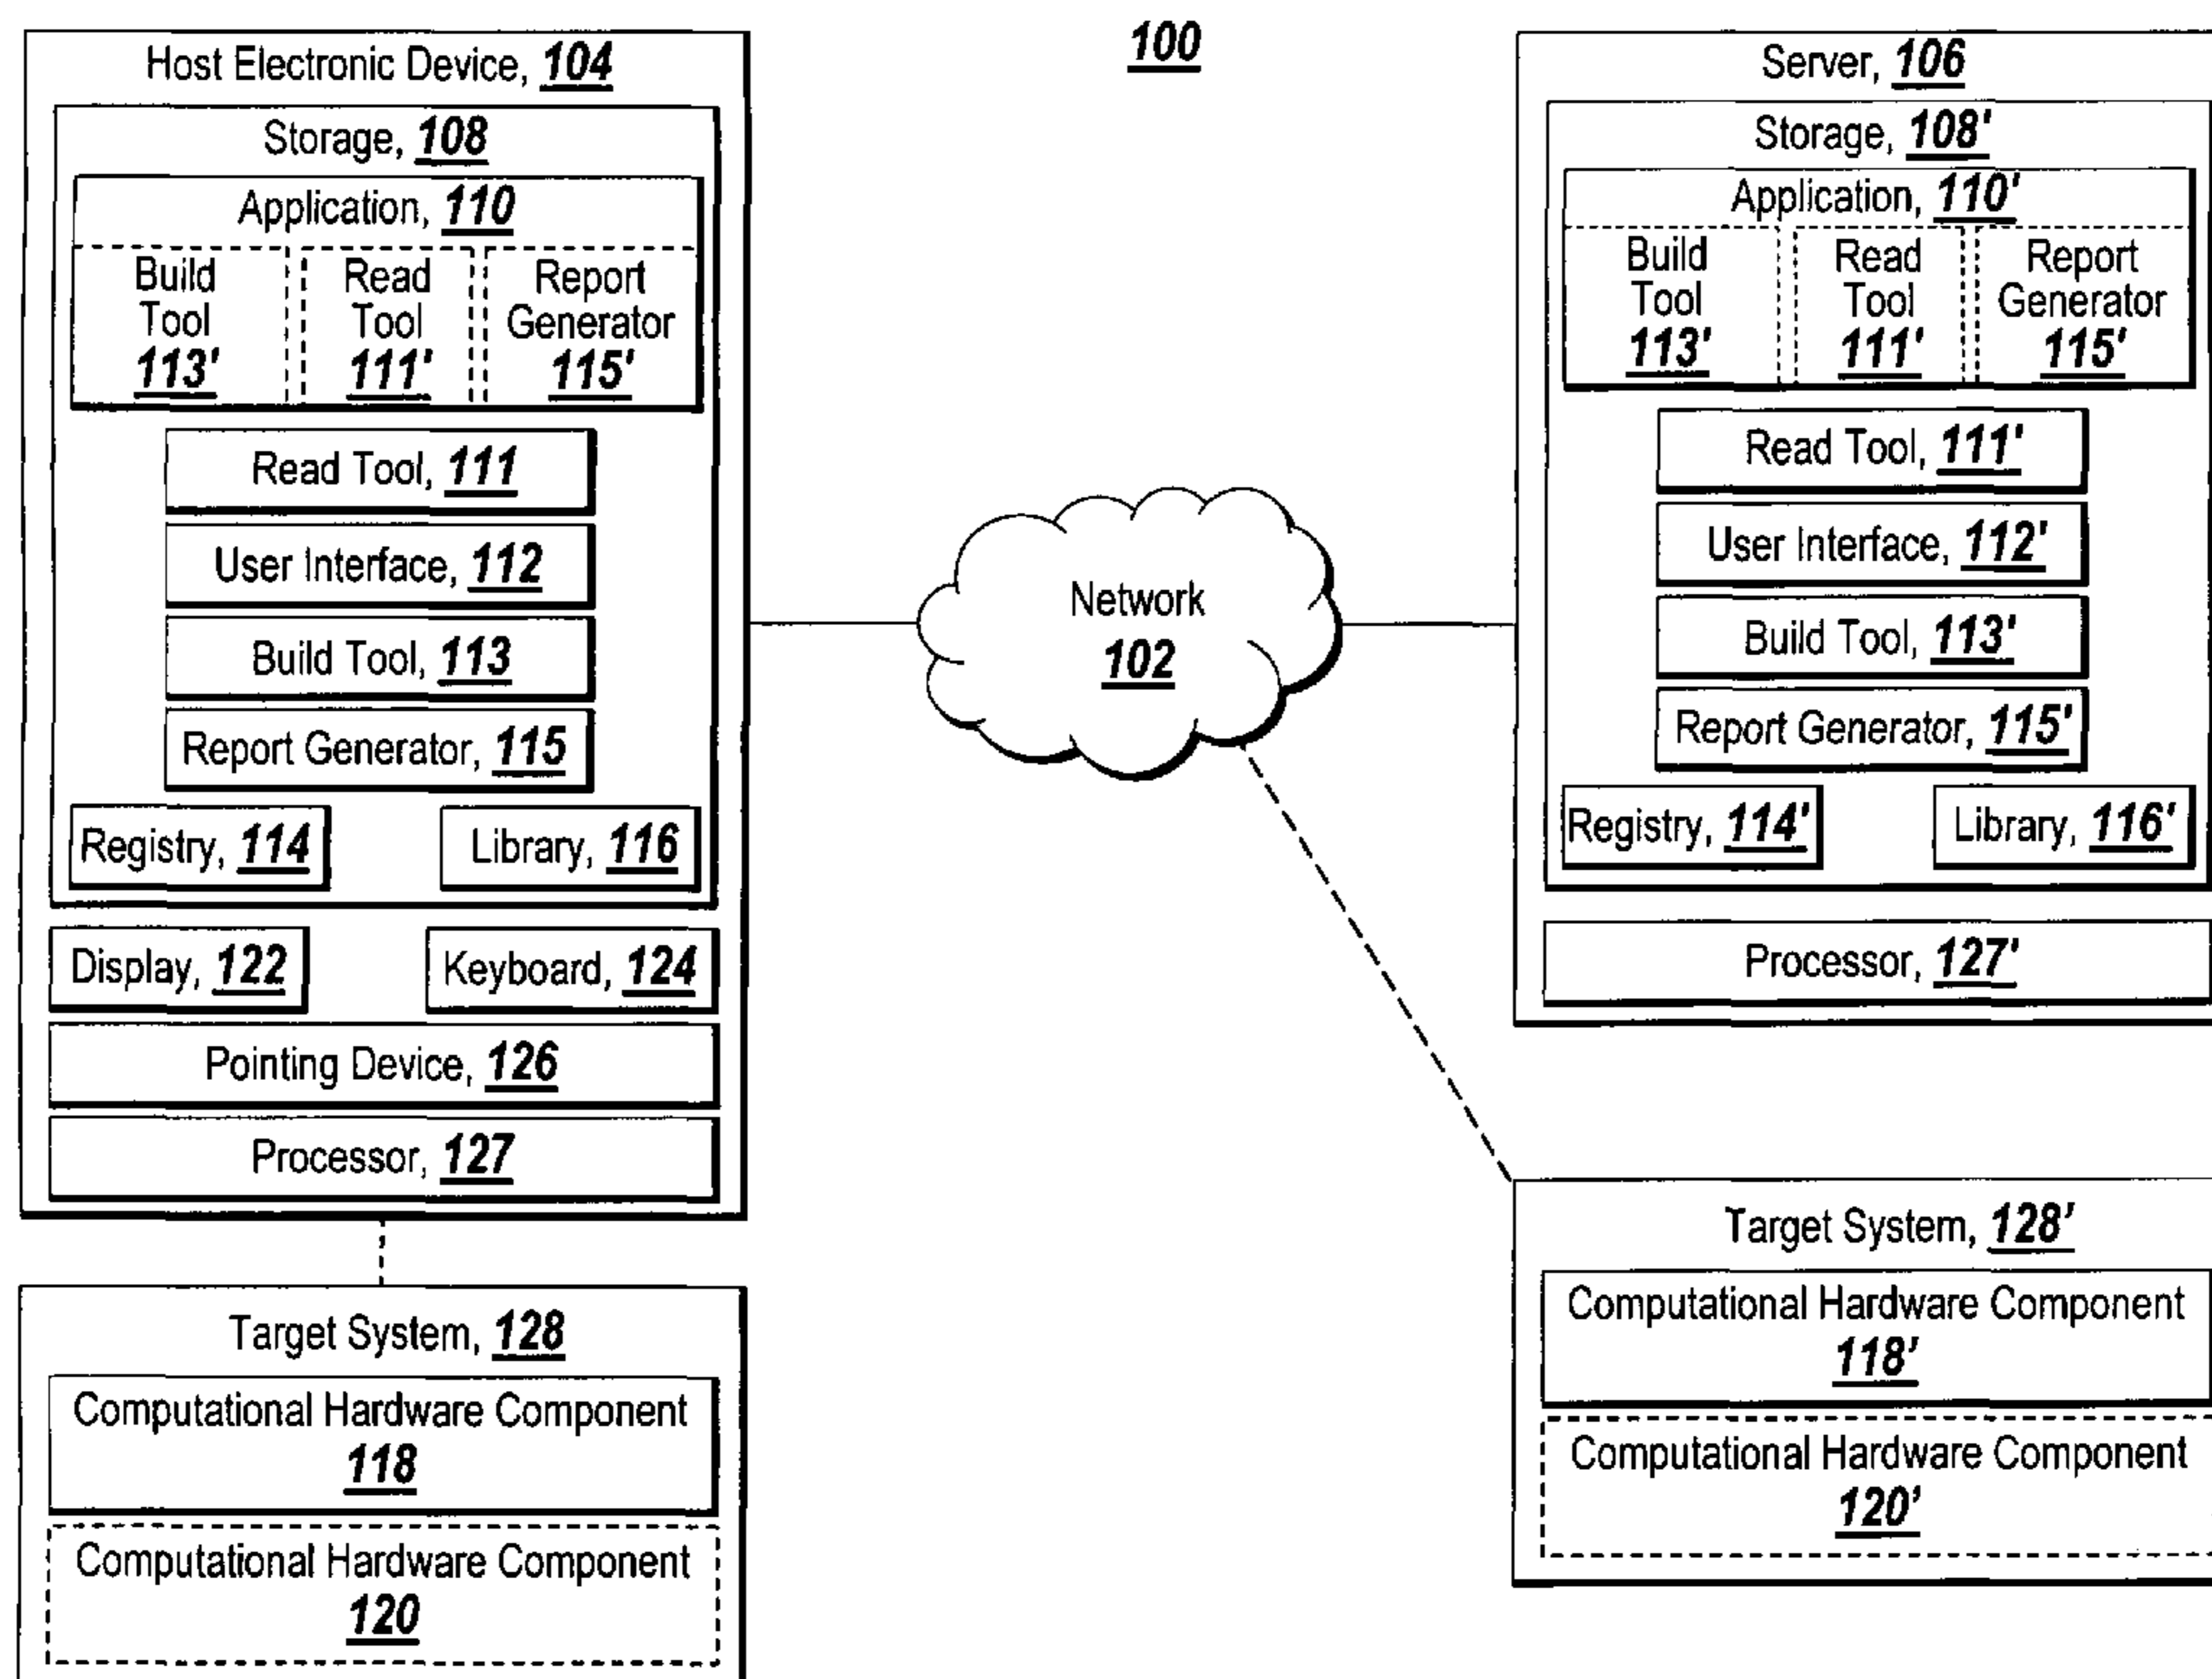 100
Host Electronic Device, 104
Storage, 108
Application, 110
Build
Tool
113'
Read
Tool
111'
Report
Generator
115'
Read Tool, 111
User Interface, 112
Build Tool, 113
Report Generator, 115
Registry, 114
Library, 116
Display, 122
Keyboard, 124
Pointing Device, 126
Processor, 127
Target System, 128
Computational Hardware Component
118
Computational Hardware Component
120
Network
102
Server, 106
Storage, 108'
Application, 110'
Build
Tool
113'
Read
Tool
111'
Report
Generator
115'
Read Tool, 111'
User Interface, 112'
Build Tool, 113'
Report Generator, 115'
Registry, 114'
Library, 116'
Processor, 127'
Target System, 128'
Computational Hardware Component
118'
Computational Hardware Component
120'